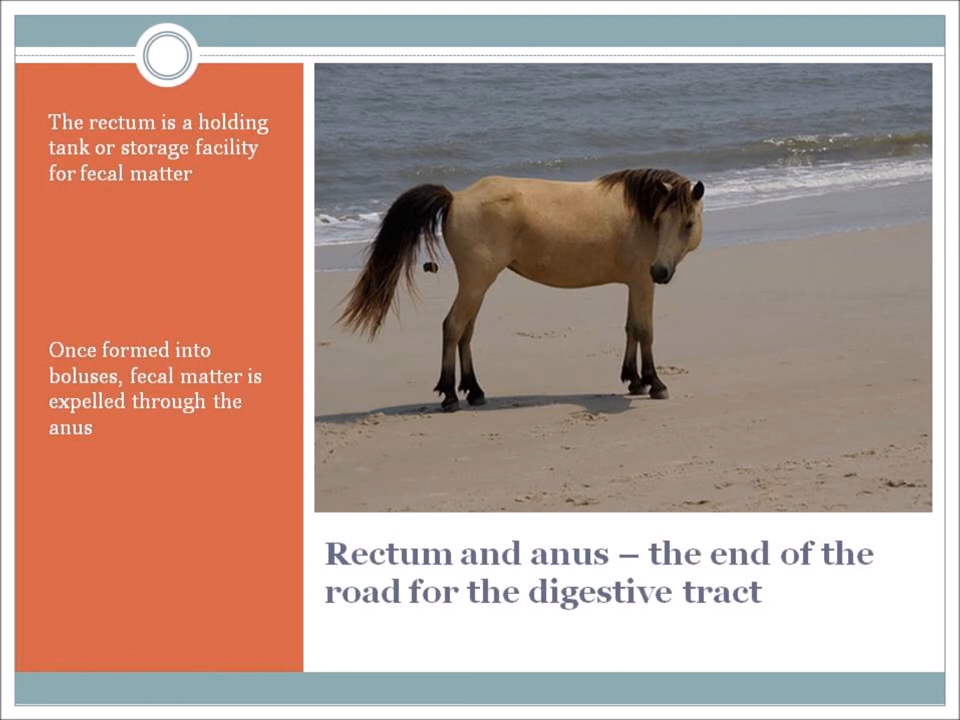 The rectum is a holding
tank or storage facility
for fecal matter
Once formed into
boluses, fecal matter is
expelled through the
anus
Rectum and anus – the end of the
road for the digestive tract